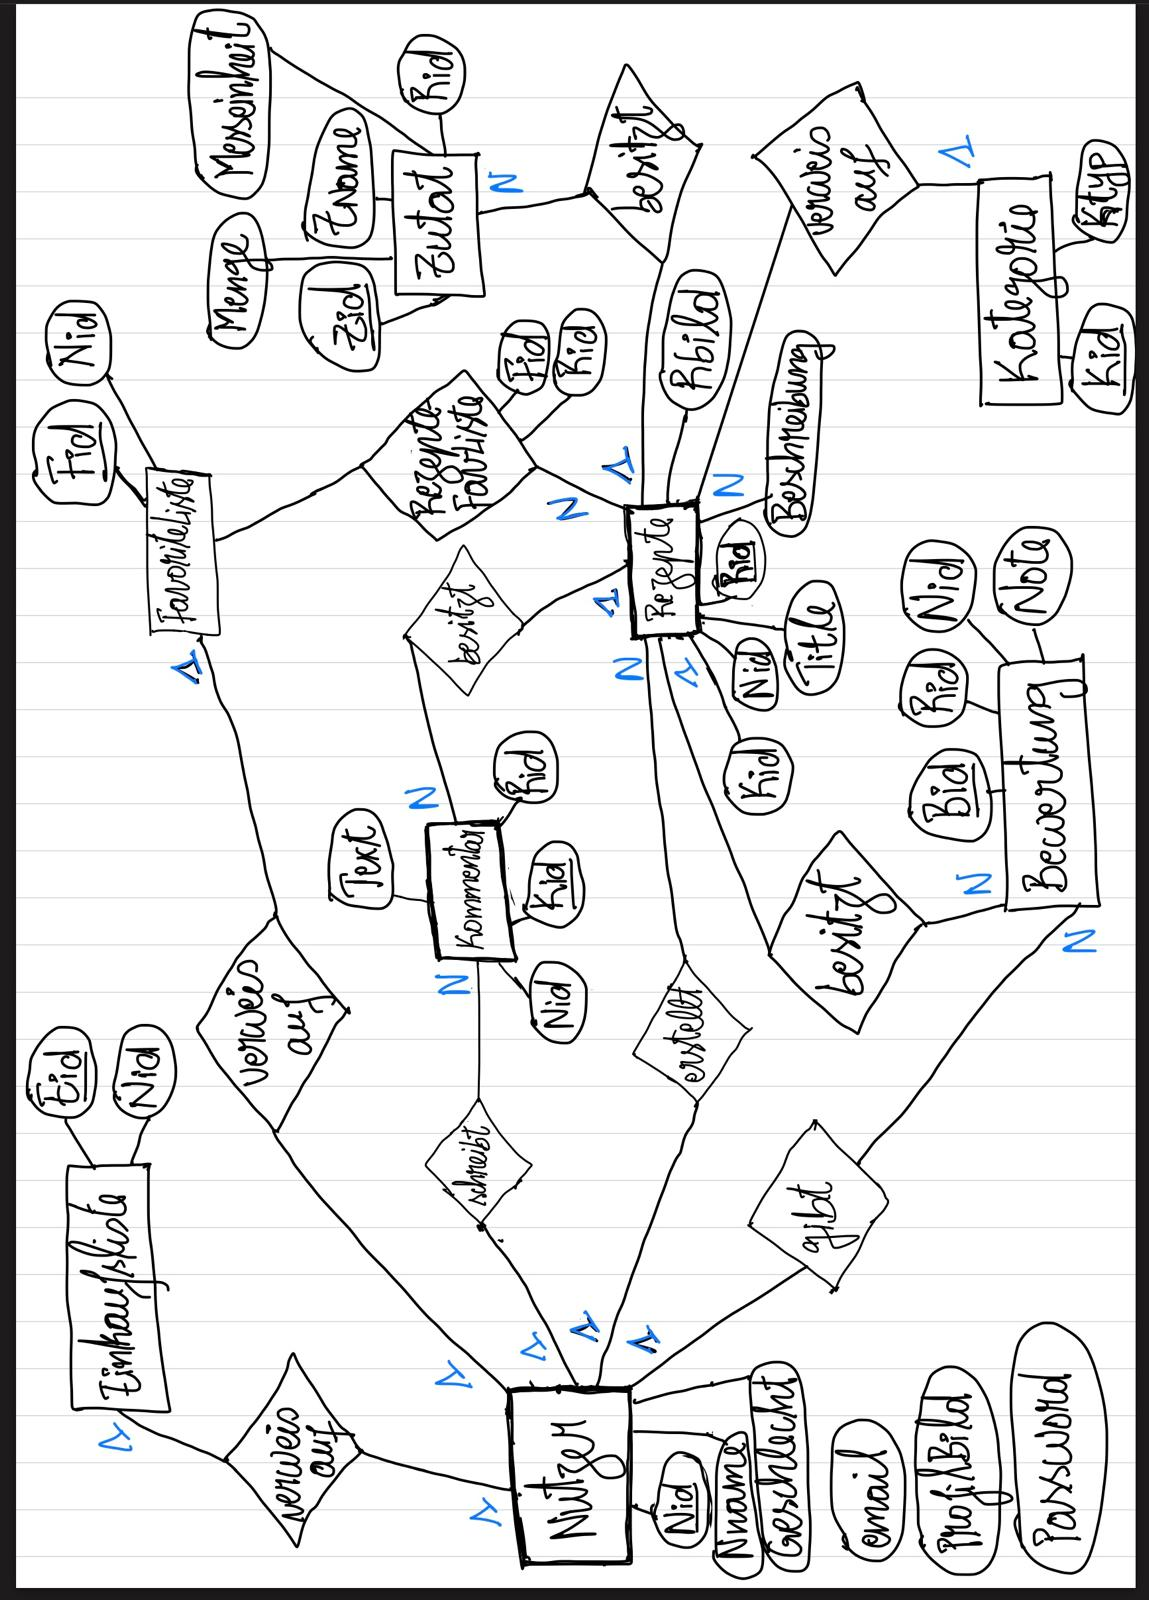 Einkaufsliste
Eid
Nid
1
verweis
auf
1
Nutzer
Nid
Nname
Geschlecht
email
ProfilBild
Password
1
1
1
1
verweis
auf
1
Favoriteliste
Fid
Nid
schreibt
N
Kommentar
Text
Rid
Kid
Nid
N
besitzt
1
erstellt
N
gibt
N
Bewertung
Bid
Rid
Nid
Note
N
besitzt
1
Rezepte
Kid
Nid
Title
Rid
Beschreibung
Rbild
N
Rezepte
Favliste
Fid
Rid
1
besitzt
N
Zutat
Zid
Menge
Zname
Messeinheit
Rid
N
verweis
auf
1
Kategorie
Kid
Ktyp